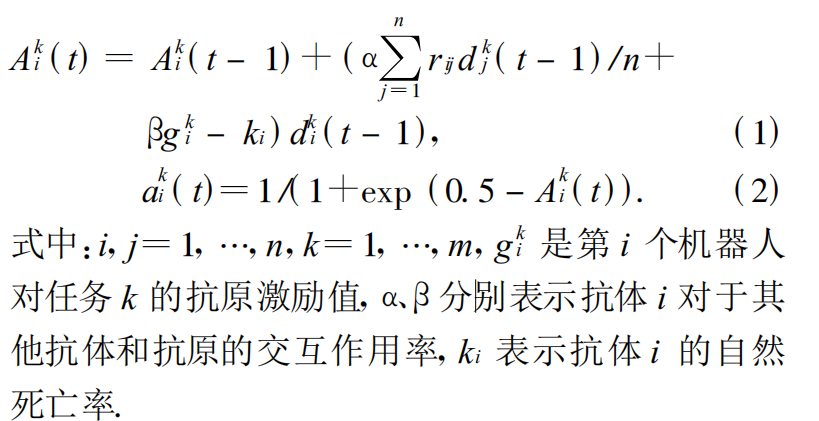 A_i^k(t) = A_i^k(t - 1) + (α∑_{j=1}^{n} r_{ij}d_j^k(t - 1)/n +
βg_i^k - k_i) d_i^k(t - 1), (1)
a_i^k(t) = 1/(1+exp (0.5 - A_i^k(t)). (2)
式中: i, j = 1, …, n, k = 1, …, m, g_i^k 是第 i 个机器人
对任务 k 的抗原激励值, α、β 分别表示抗体 i 对于其
他抗体和抗原的交互作用率, k_i 表示抗体 i 的自然
死亡率.